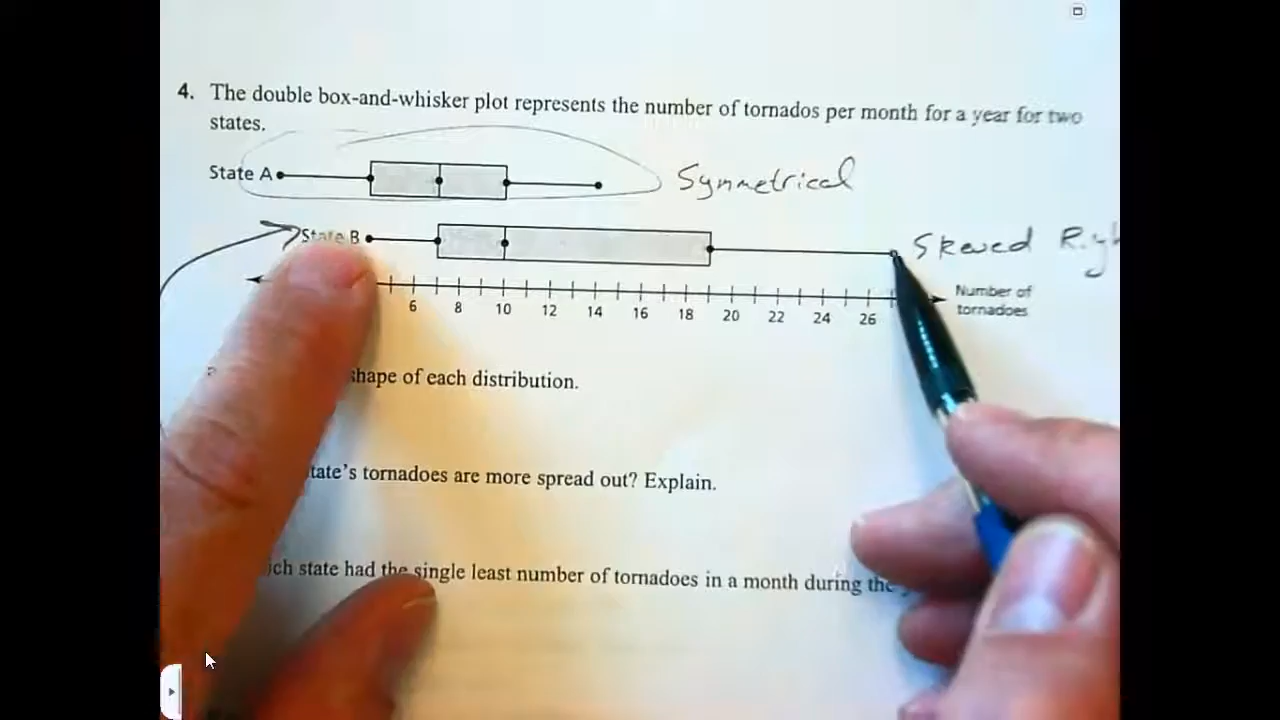 4. The double box-and-whisker plot represents the number of tornados per month for a year for two
states.
State A
Symmetrical
State B
Skewed
6 8 10 12 14 16 18 20 22 24 26
Number of
tornadoes
shape of each distribution.
tate's tornadoes are more spread out? Explain.
ich state had the single least number of tornadoes in a month during the